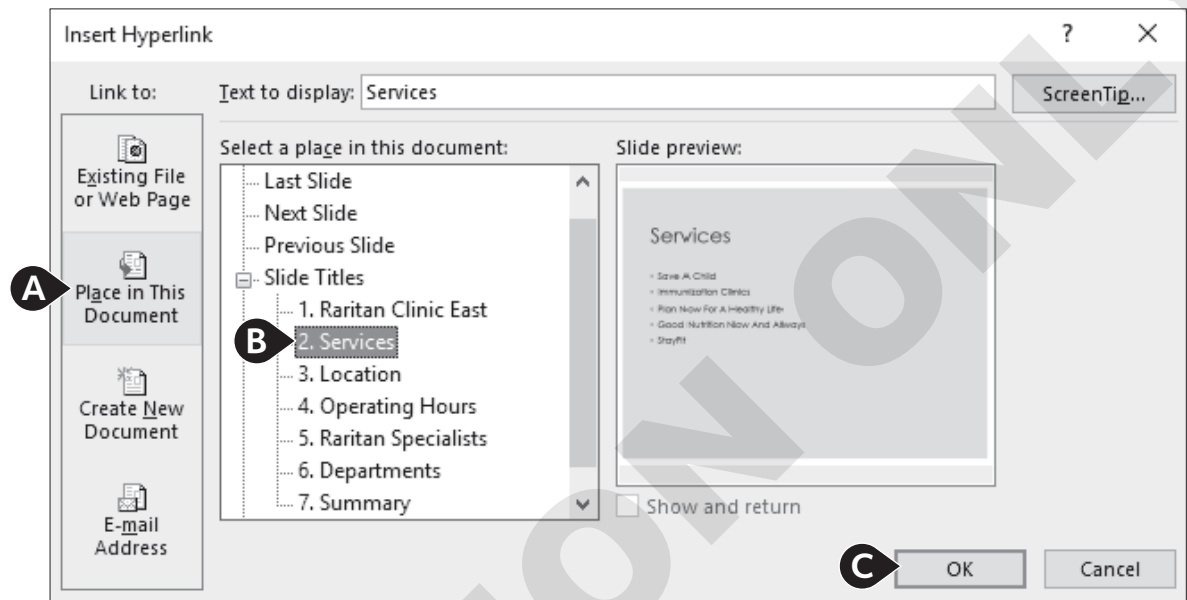 Insert Hyperlink ? ×
Link to:
Text to display: Services
ScreenTip...
Existing File
or Web Page
Place in This
Document
Create New
Document
E-mail
Address
Select a place in this document:
Last Slide
Next Slide
Previous Slide
Slide Titles
1. Raritan Clinic East
2. Services
3. Location
4. Operating Hours
5. Raritan Specialists
6. Departments
7. Summary
Slide preview:
Services
Save A Child
Immunization Clinics
Plan Now For A Healthy Life
Good Nutrition Now And Always
StayFit
Show and return
OK
Cancel
A
B
C
ON ONL